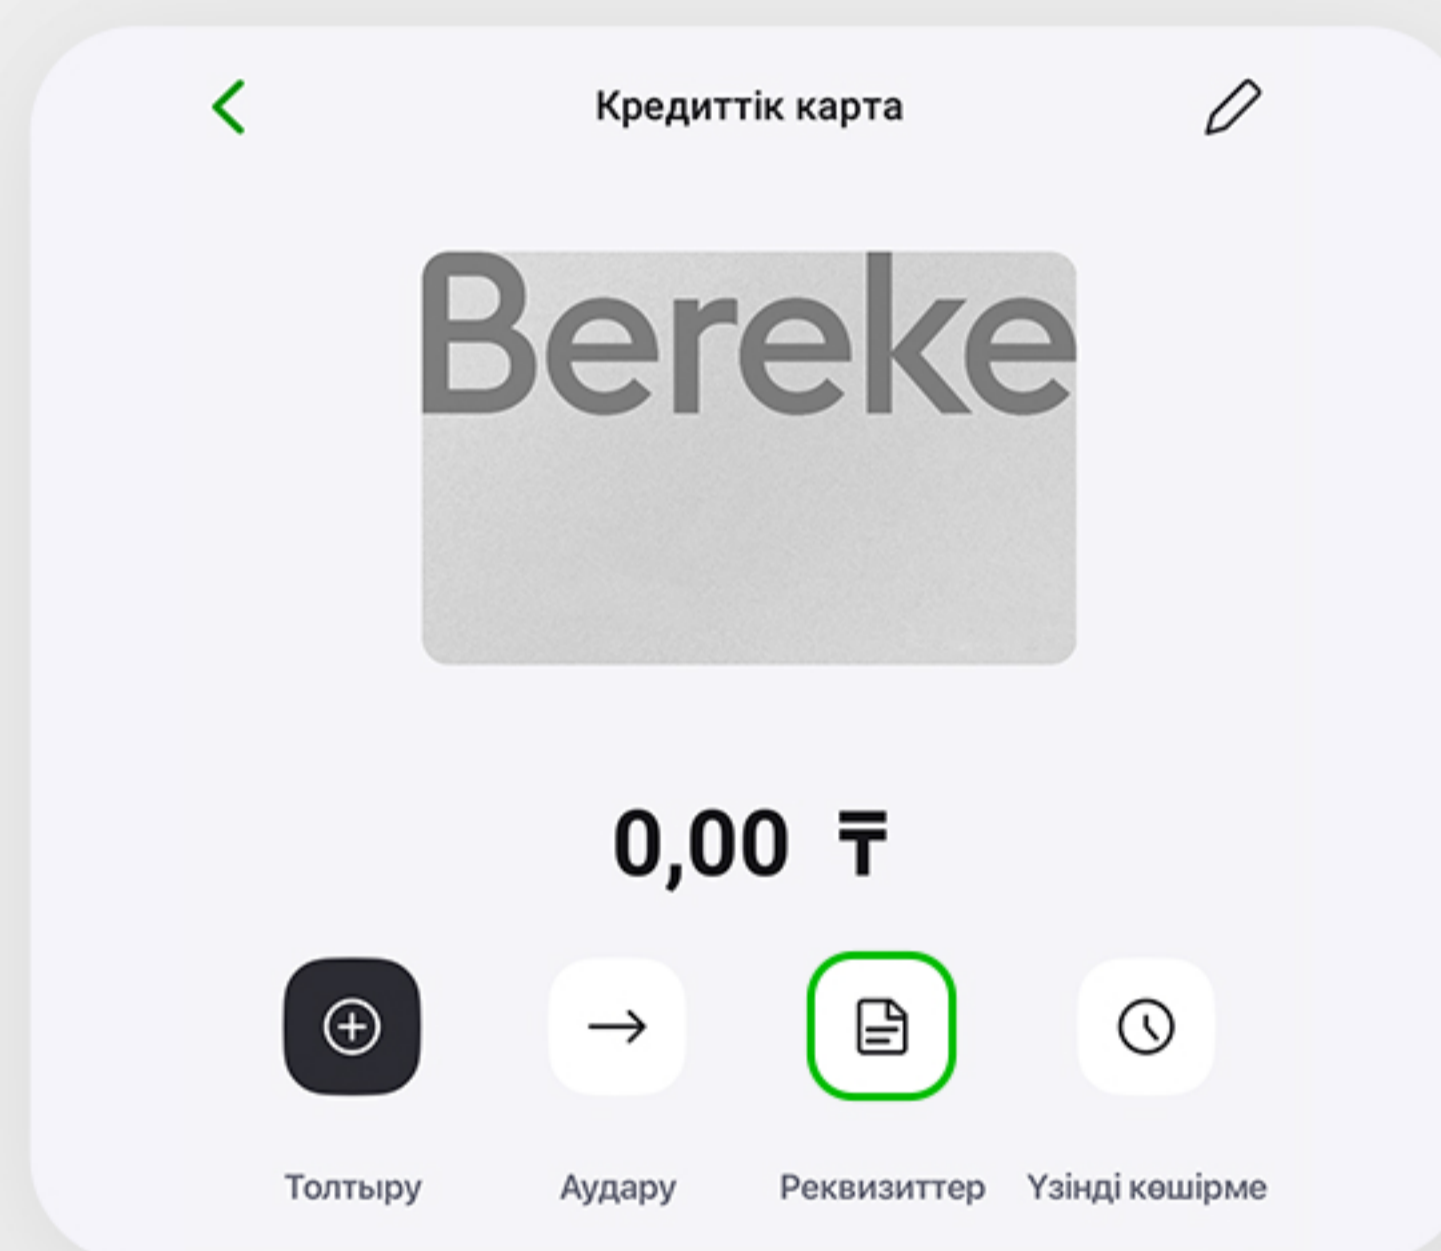 Кредиттік карта
Bereke
0,00 ₸
Толтыру
Аудару
Реквизиттер
Үзінді көшірме